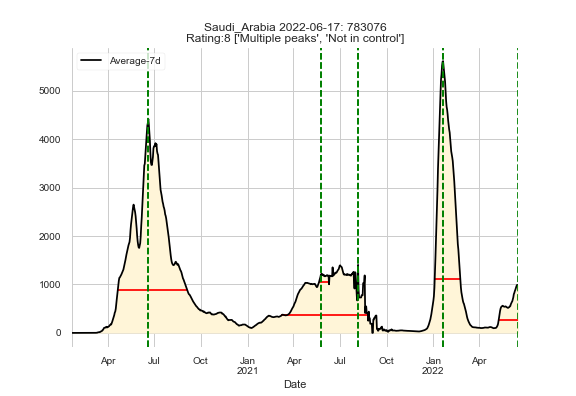 Saudi_Arabia 2022-06-17: 783076
Rating:8 ['Multiple peaks', 'Not in control']
Average-7d
5000
4000
3000
2000
1000
0
Apr Jul Oct Jan Apr Jul Oct Jan Apr
2021 2022
Date